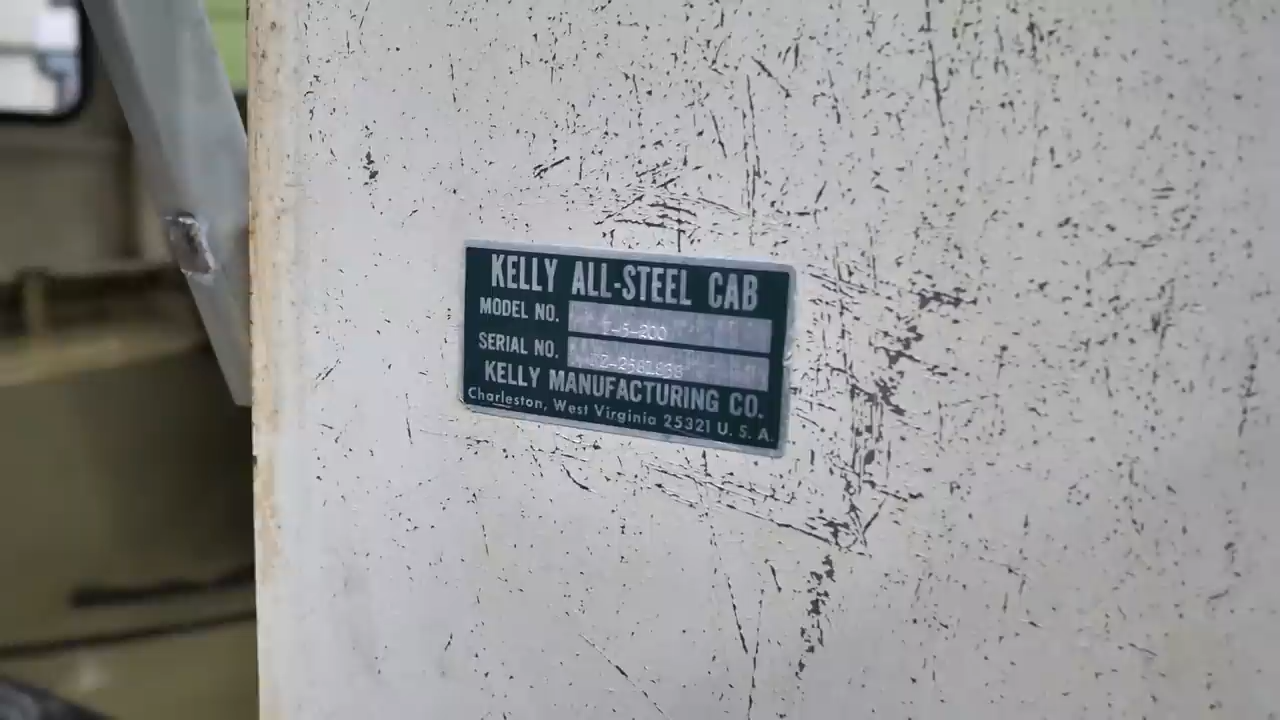 KELLY ALL-STEEL CAB
MODEL NO.
SERIAL NO.
KELLY MANUFACTURING CO.
Charleston, West Virginia 25321 U. S. A.